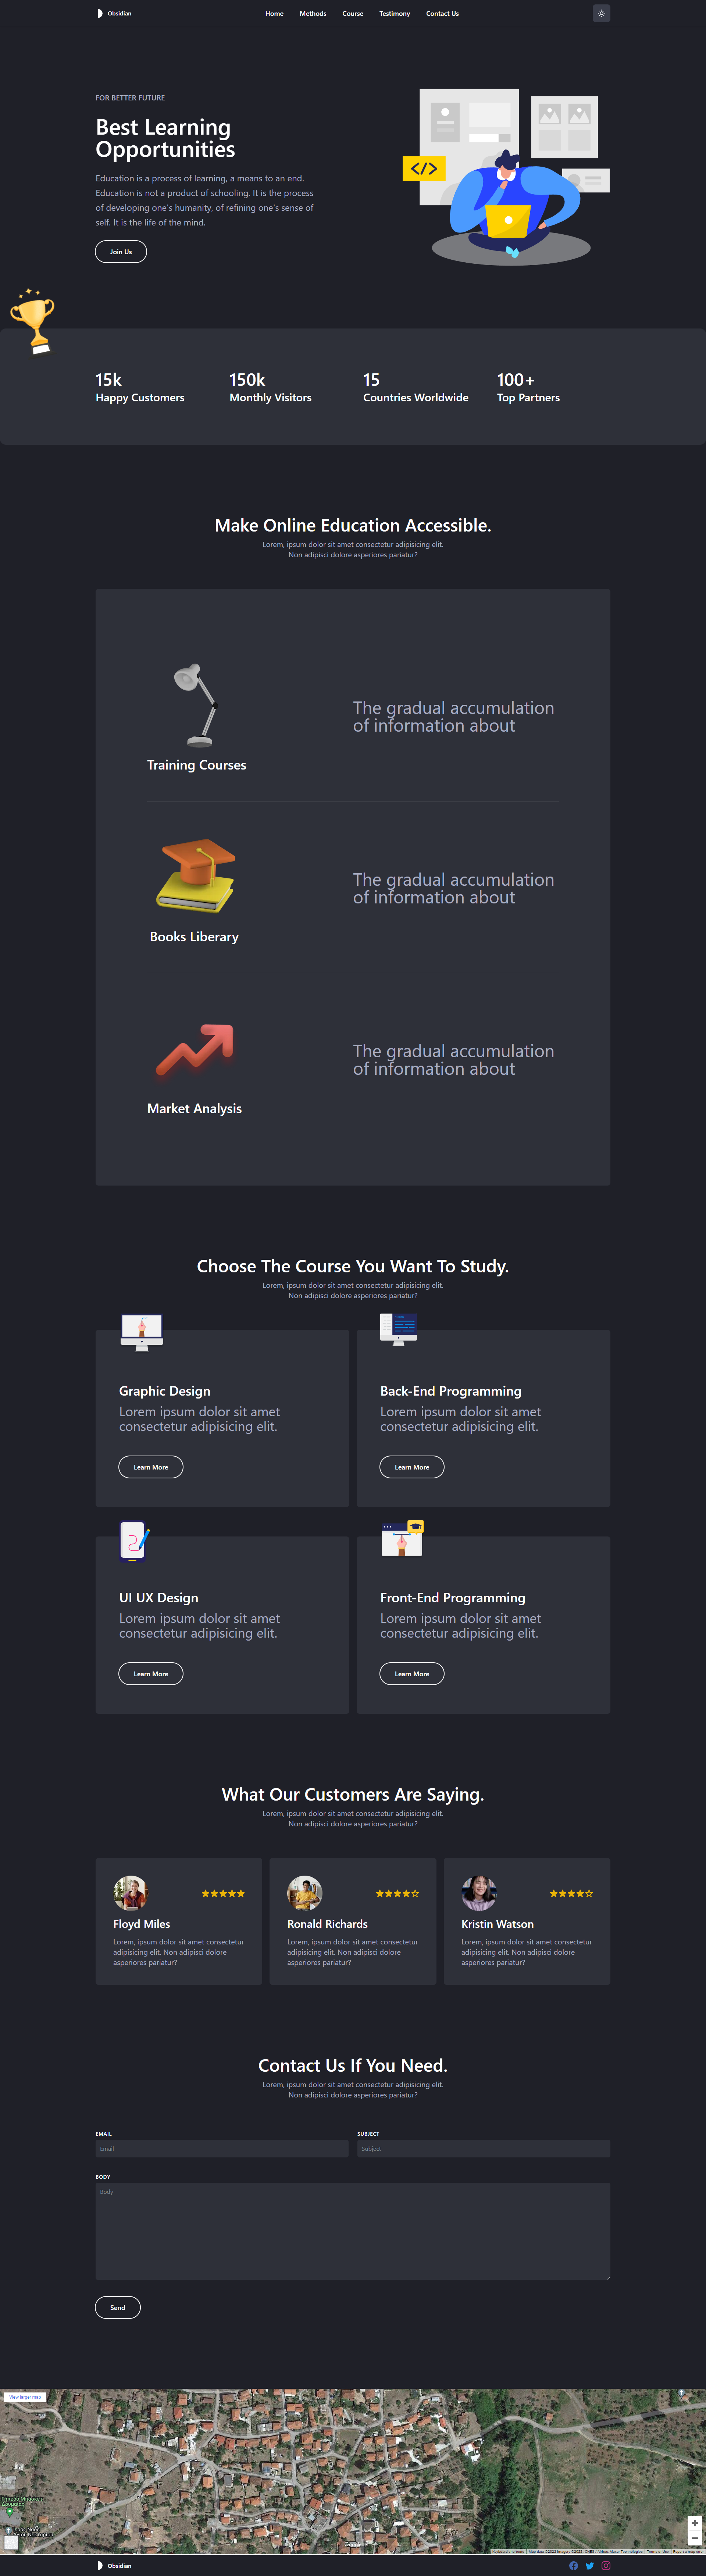 Obsidian
Home Methods Course Testimony Contact Us
FOR BETTER FUTURE
Best Learning
Opportunities
Education is a process of learning, a means to an end.
Education is not a product of schooling. It is the process
of developing one's humanity, of refining one's sense of
self. It is the life of the mind.
Join Us
</>
15k
Happy Customers
150k
Monthly Visitors
15
Countries Worldwide
100+
Top Partners
Make Online Education Accessible.
Lorem, ipsum dolor sit amet consectetur adipisicing elit.
Non adipisci dolore asperiores pariatur?
Training Courses
The gradual accumulation
of information about
Books Liberary
The gradual accumulation
of information about
Market Analysis
The gradual accumulation
of information about
Choose The Course You Want To Study.
Lorem, ipsum dolor sit amet consectetur adipisicing elit.
Non adipisci dolore asperiores pariatur?
Graphic Design
Lorem ipsum dolor sit amet
consectetur adipisicing elit.
Learn More
Back-End Programming
Lorem ipsum dolor sit amet
consectetur adipisicing elit.
Learn More
UI UX Design
Lorem ipsum dolor sit amet
consectetur adipisicing elit.
Learn More
Front-End Programming
Lorem ipsum dolor sit amet
consectetur adipisicing elit.
Learn More
What Our Customers Are Saying.
Lorem, ipsum dolor sit amet consectetur adipisicing elit.
Non adipisci dolore asperiores pariatur?
Floyd Miles
Lorem, ipsum dolor sit amet consectetur
adipisicing elit. Non adipisci dolore
asperiores pariatur?
Ronald Richards
Lorem, ipsum dolor sit amet consectetur
adipisicing elit. Non adipisci dolore
asperiores pariatur?
Kristin Watson
Lorem, ipsum dolor sit amet consectetur
adipisicing elit. Non adipisci dolore
asperiores pariatur?
Contact Us If You Need.
Lorem, ipsum dolor sit amet consectetur adipisicing elit.
Non adipisci dolore asperiores pariatur?
EMAIL
Email
SUBJECT
Subject
BODY
Body
Send
View larger map
Keyboard shortcuts
Terms of Use
Report a map error
Obsidian